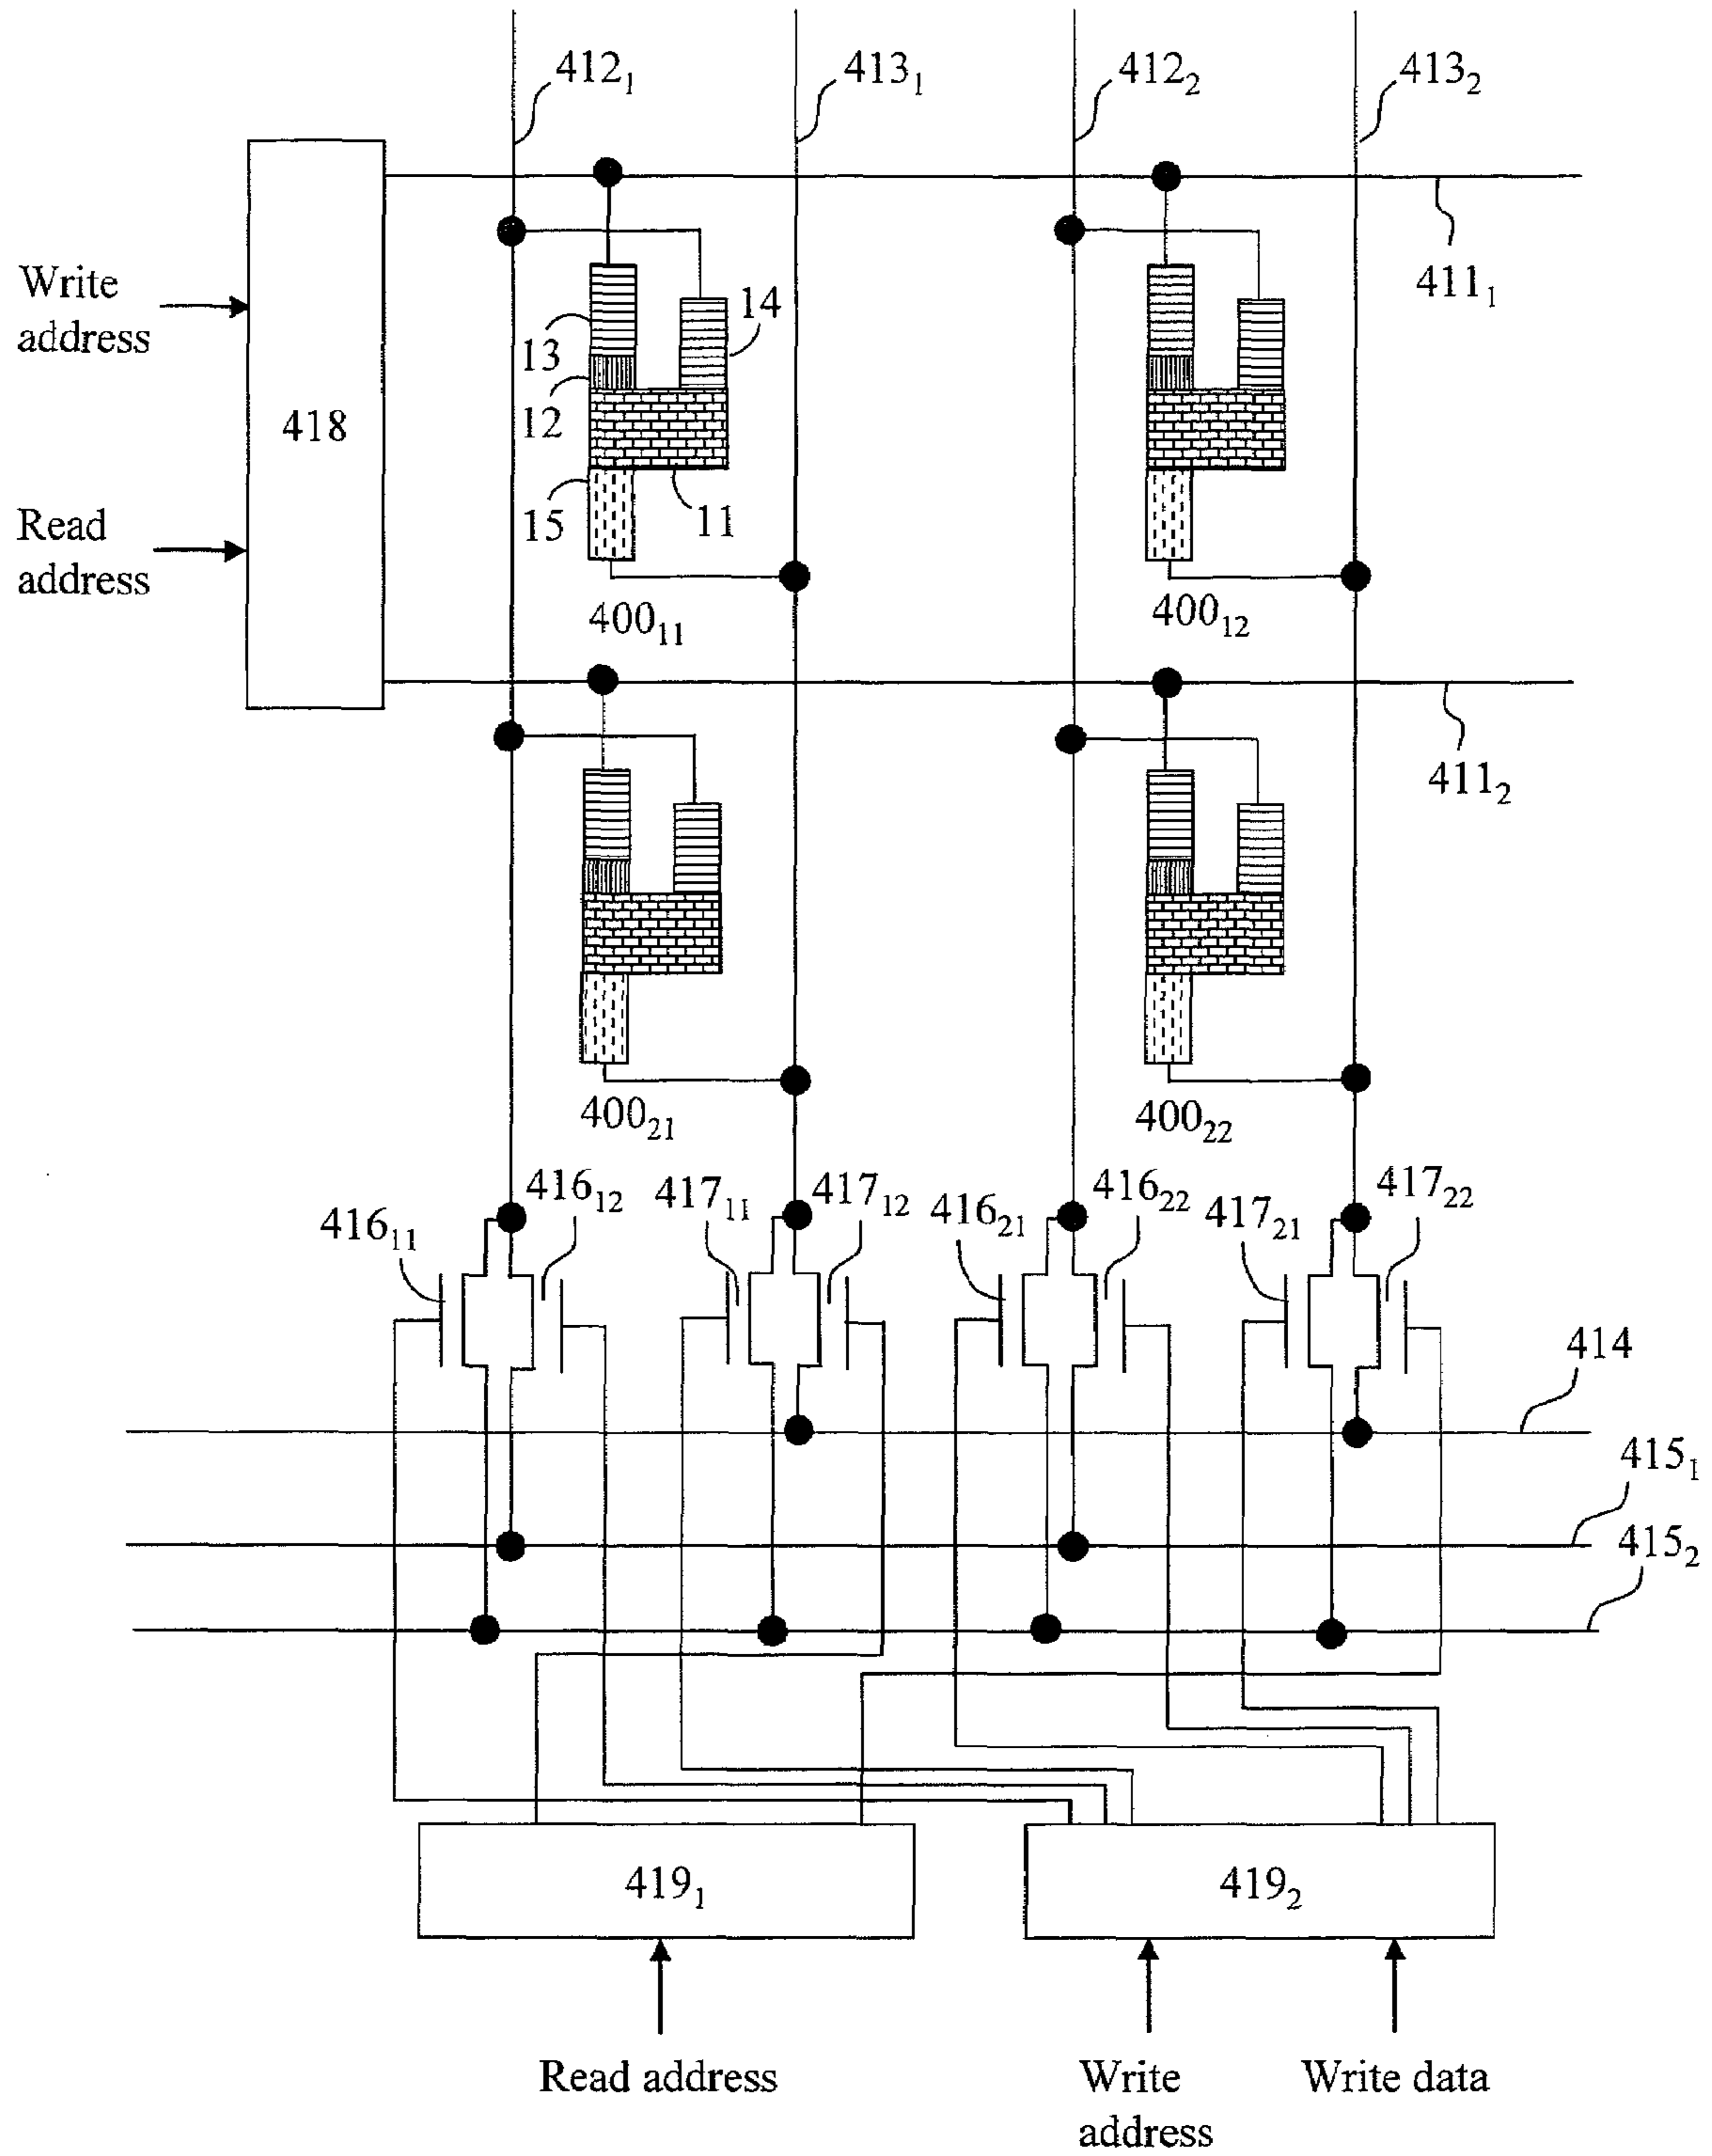 412₁ 413₁ 412₂ 413₂
411₁
Write
address
14
13
12
418
Read
address
15
11
400₁₁ 400₁₂
411₂
400₂₁ 400₂₂
416₁₁ 416₁₂ 417₁₁ 417₁₂ 416₂₁ 416₂₂ 417₂₁ 417₂₂
414
415₁
415₂
419₁ 419₂
Read address
Write
address
Write data